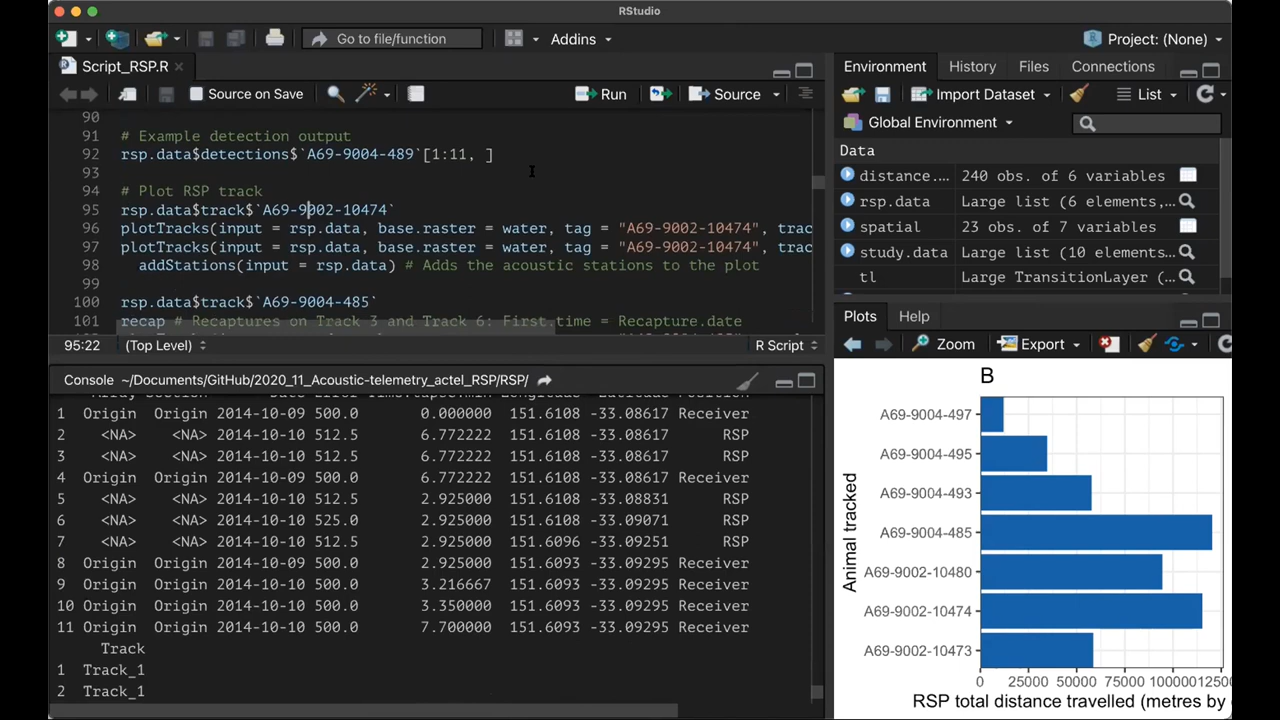 RStudio
Go to file/function
Addins
Project: (None)
Script_RSP.R
Source on Save
Run
Source
90
91 # Example detection output
92 rsp.data$detections$`A69-9004-489`[1:11, ]
93
94 # Plot RSP track
95 rsp.data$track$`A69-9002-10474`
96 plotTracks(input = rsp.data, base.raster = water, tag = "A69-9002-10474", trac
97 plotTracks(input = rsp.data, base.raster = water, tag = "A69-9002-10474", trac
98 addStations(input = rsp.data) # Adds the acoustic stations to the plot
99
100 rsp.data$track$`A69-9004-485`
101 recap # Recaptures on Track 3 and Track 6: First.time = Recapture.date
95:22 (Top Level) R Script
Console ~/Documents/GitHub/2020_11_Acoustic-telemetry_actel_RSP/RSP/
1 Origin Origin 2014-10-09 500.0 0.000000 151.6108 -33.08617 Receiver
2 <NA> <NA> 2014-10-10 512.5 6.772222 151.6108 -33.08617 RSP
3 <NA> <NA> 2014-10-10 512.5 6.772222 151.6108 -33.08617 RSP
4 Origin Origin 2014-10-09 500.0 6.772222 151.6108 -33.08617 Receiver
5 <NA> <NA> 2014-10-10 512.5 2.925000 151.6108 -33.08831 RSP
6 <NA> <NA> 2014-10-10 525.0 2.925000 151.6108 -33.09071 RSP
7 <NA> <NA> 2014-10-10 512.5 2.925000 151.6096 -33.09251 RSP
8 Origin Origin 2014-10-09 500.0 2.925000 151.6093 -33.09295 Receiver
9 Origin Origin 2014-10-10 500.0 3.216667 151.6093 -33.09295 Receiver
10 Origin Origin 2014-10-10 500.0 3.350000 151.6093 -33.09295 Receiver
11 Origin Origin 2014-10-10 500.0 7.700000 151.6093 -33.09295 Receiver
Track
1 Track_1
2 Track_1
Environment History Files Connections
Import Dataset List
Global Environment
Data
distance.… 240 obs. of 6 variables
rsp.data Large list (6 elements,…
spatial 23 obs. of 7 variables
study.data Large list (10 elements…
tl Large TransitionLayer (…
Plots Help
Zoom Export
B
A69-9004-497
A69-9004-495
A69-9004-493
A69-9004-485
A69-9002-10480
A69-9002-10474
A69-9002-10473
Animal tracked
0 25000 50000 75000 100000 12500
RSP total distance travelled (metres by